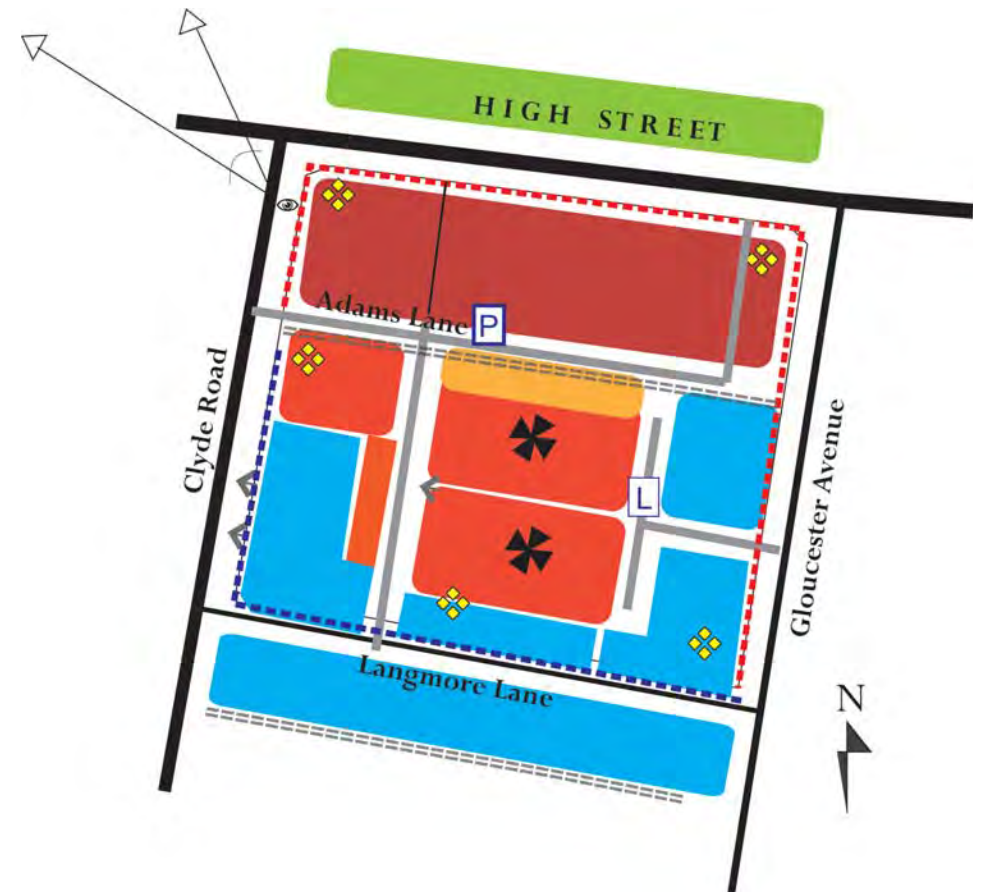 HIGH STREET
Adams Lane
P
Clyde Road
L
Gloucester Avenue
Langmore Lane
N